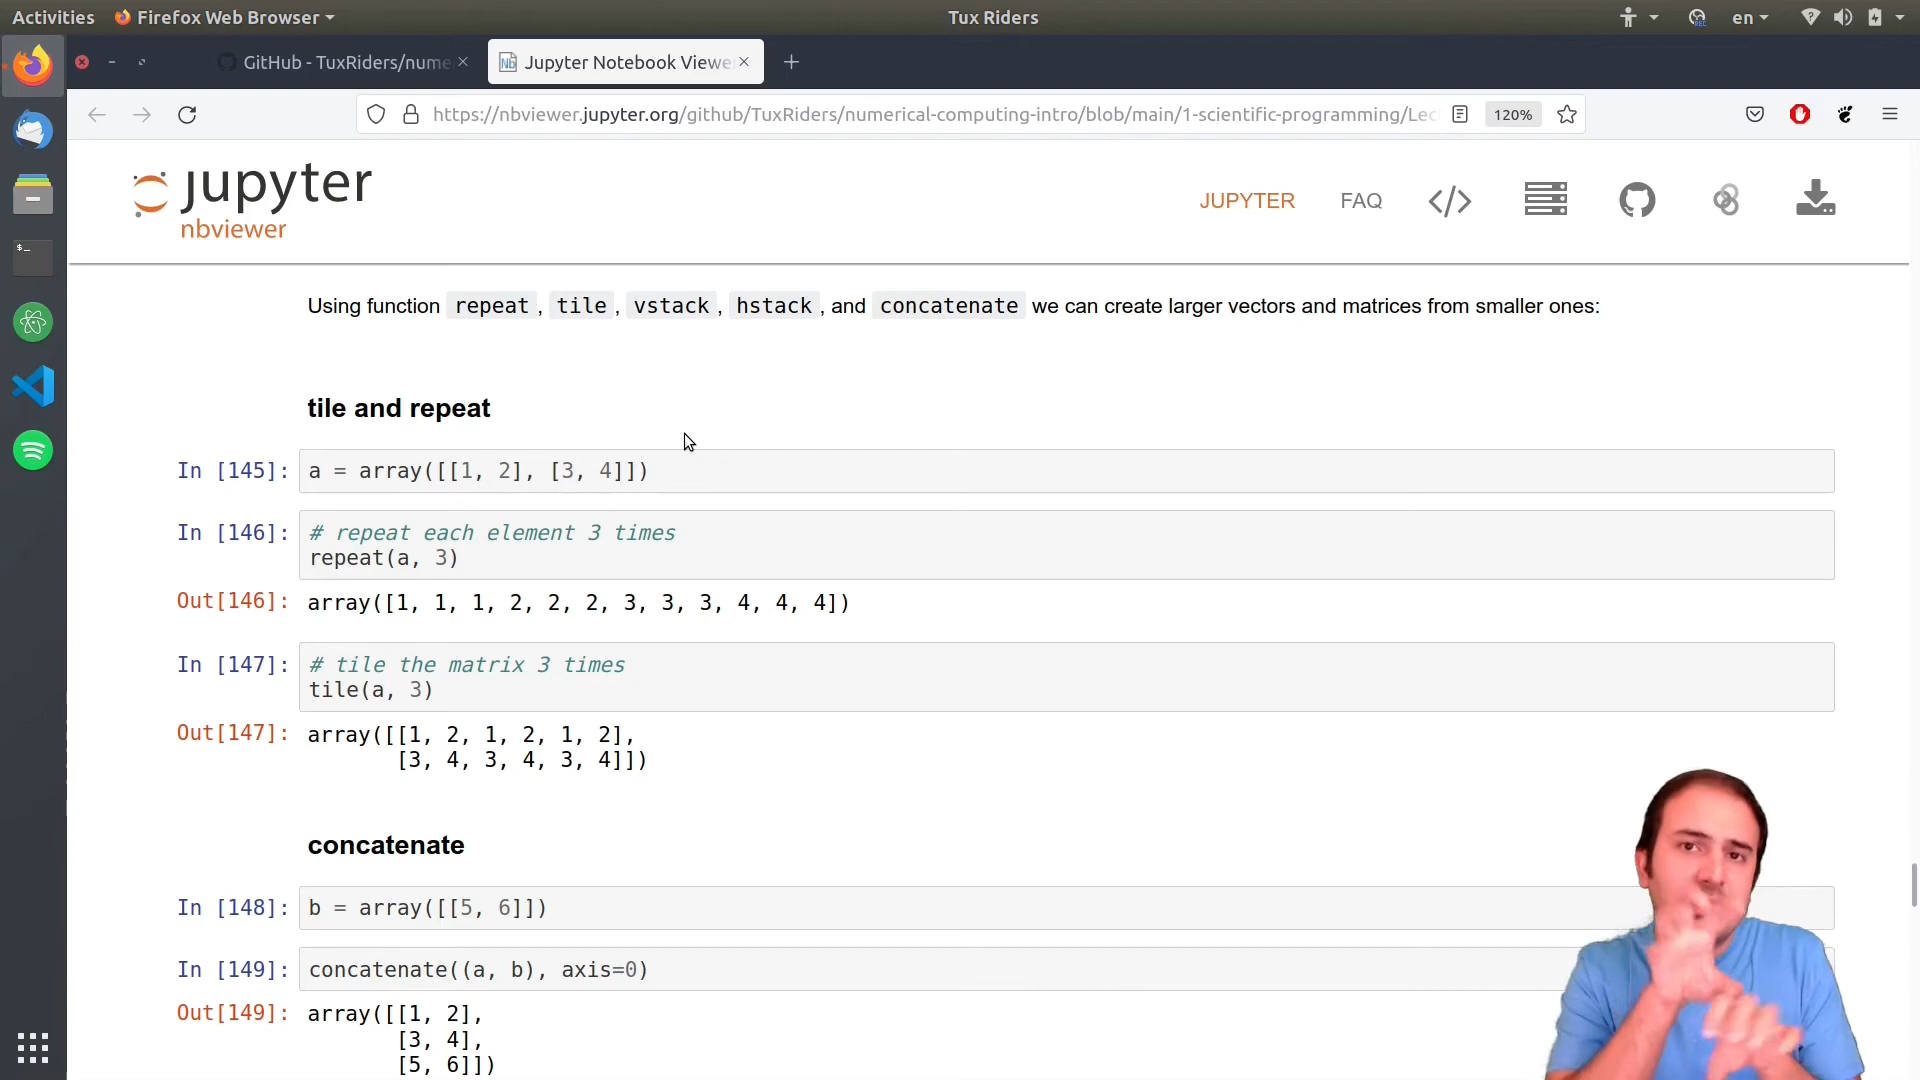 Activities Firefox Web Browser Tux Riders en
GitHub - TuxRiders/nume Jupyter Notebook Viewe
https://nbviewer.jupyter.org/github/TuxRiders/numerical-computing-intro/blob/main/1-scientific-programming/Lec 120%
jupyter
nbviewer
JUPYTER FAQ
Using function repeat, tile, vstack, hstack, and concatenate we can create larger vectors and matrices from smaller ones:
tile and repeat
In [145]: a = array([[1, 2], [3, 4]])
In [146]: # repeat each element 3 times
repeat(a, 3)
Out[146]: array([1, 1, 1, 2, 2, 2, 3, 3, 3, 4, 4, 4])
In [147]: # tile the matrix 3 times
tile(a, 3)
Out[147]: array([[1, 2, 1, 2, 1, 2],
[3, 4, 3, 4, 3, 4]])
concatenate
In [148]: b = array([[5, 6]])
In [149]: concatenate((a, b), axis=0)
Out[149]: array([[1, 2],
[3, 4],
[5, 6]])